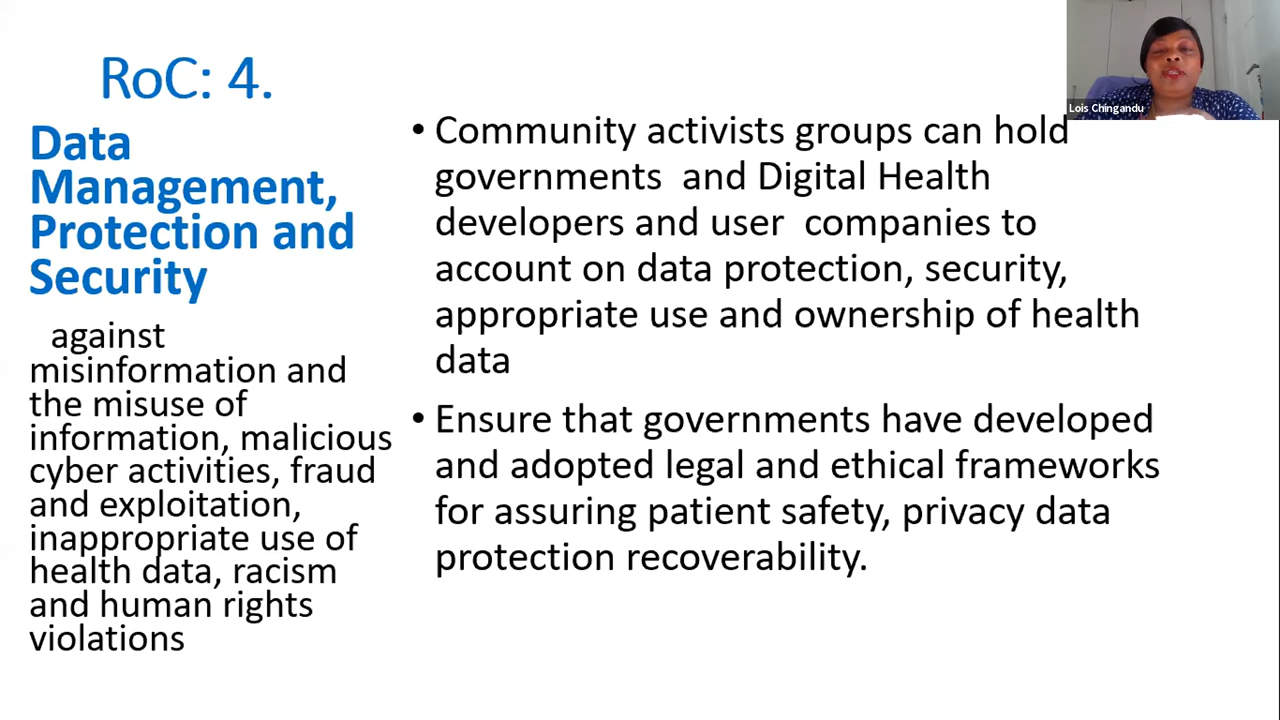 RoC: 4.
Data
Management,
Protection and
Security
against
misinformation and
the misuse of
information, malicious
cyber activities, fraud
and exploitation,
inappropriate use of
health data, racism
and human rights
violations
• Community activists groups can hold
governments and Digital Health
developers and user companies to
account on data protection, security,
appropriate use and ownership of health
data
• Ensure that governments have developed
and adopted legal and ethical frameworks
for assuring patient safety, privacy data
protection recoverability.
Lois Chingandu